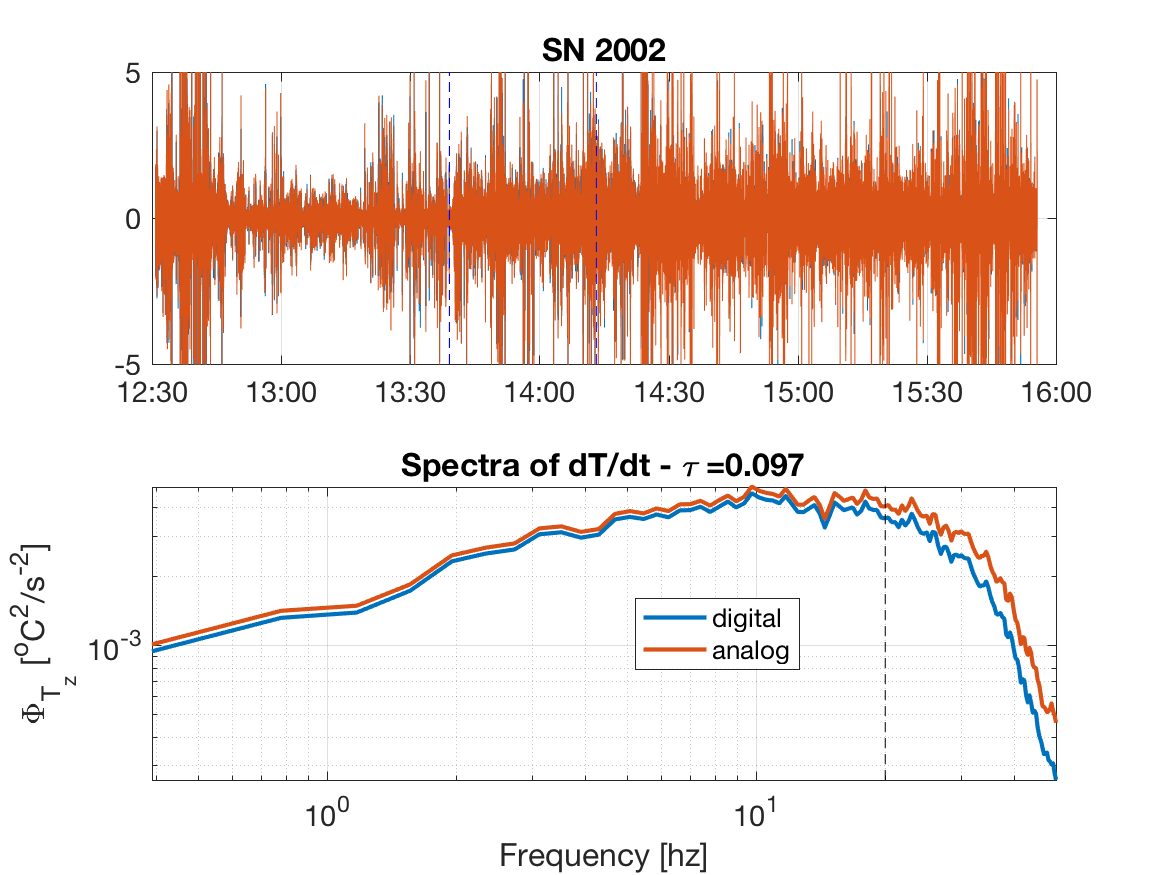 SN 2002
5
0
-5
12:30 13:00 13:30 14:00 14:30 15:00 15:30 16:00
Spectra of dT/dt - τ =0.097
Φ_{T_z} [°C²/s⁻²]
10⁻³
digital
analog
10⁰ 10¹
Frequency [hz]